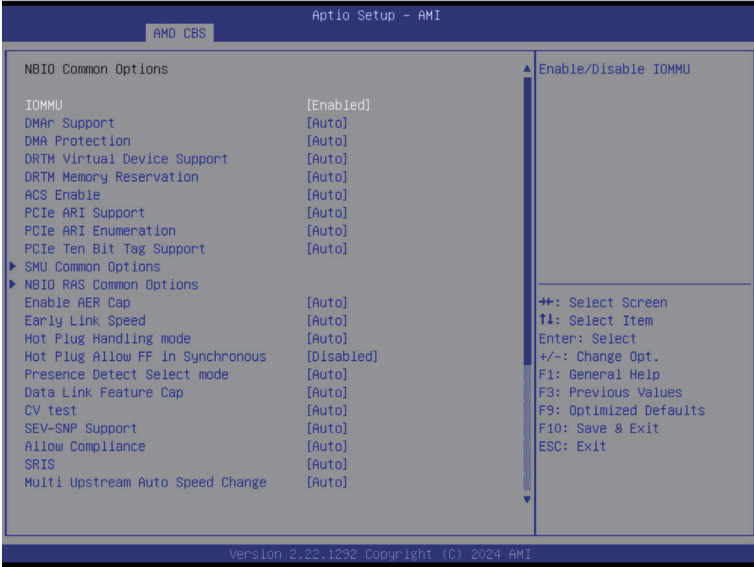 Aptio Setup – AMI
AMD CBS
NBIO Common Options
Enable/Disable IOMMU
IOMMU [Enabled]
DMAr Support [Auto]
DMA Protection [Auto]
DRTM Virtual Device Support [Auto]
DRTM Memory Reservation [Auto]
ACS Enable [Auto]
PCIe ARI Support [Auto]
PCIe ARI Enumeration [Auto]
PCIe Ten Bit Tag Support [Auto]
SMU Common Options
NBIO RAS Common Options
Enable AER Cap [Auto]
Early Link Speed [Auto]
Hot Plug Handling mode [Auto]
Hot Plug Allow FF in Synchronous [Disabled]
Presence Detect Select mode [Auto]
Data Link Feature Cap [Auto]
CV test [Auto]
SEV-SNP Support [Auto]
Allow Compliance [Auto]
SRIS [Auto]
Multi Upstream Auto Speed Change [Auto]
→←: Select Screen
↑↓: Select Item
Enter: Select
+/-: Change Opt.
F1: General Help
F3: Previous Values
F9: Optimized Defaults
F10: Save & Exit
ESC: Exit
Version 2.22.1292 Copyright (C) 2024 AMI